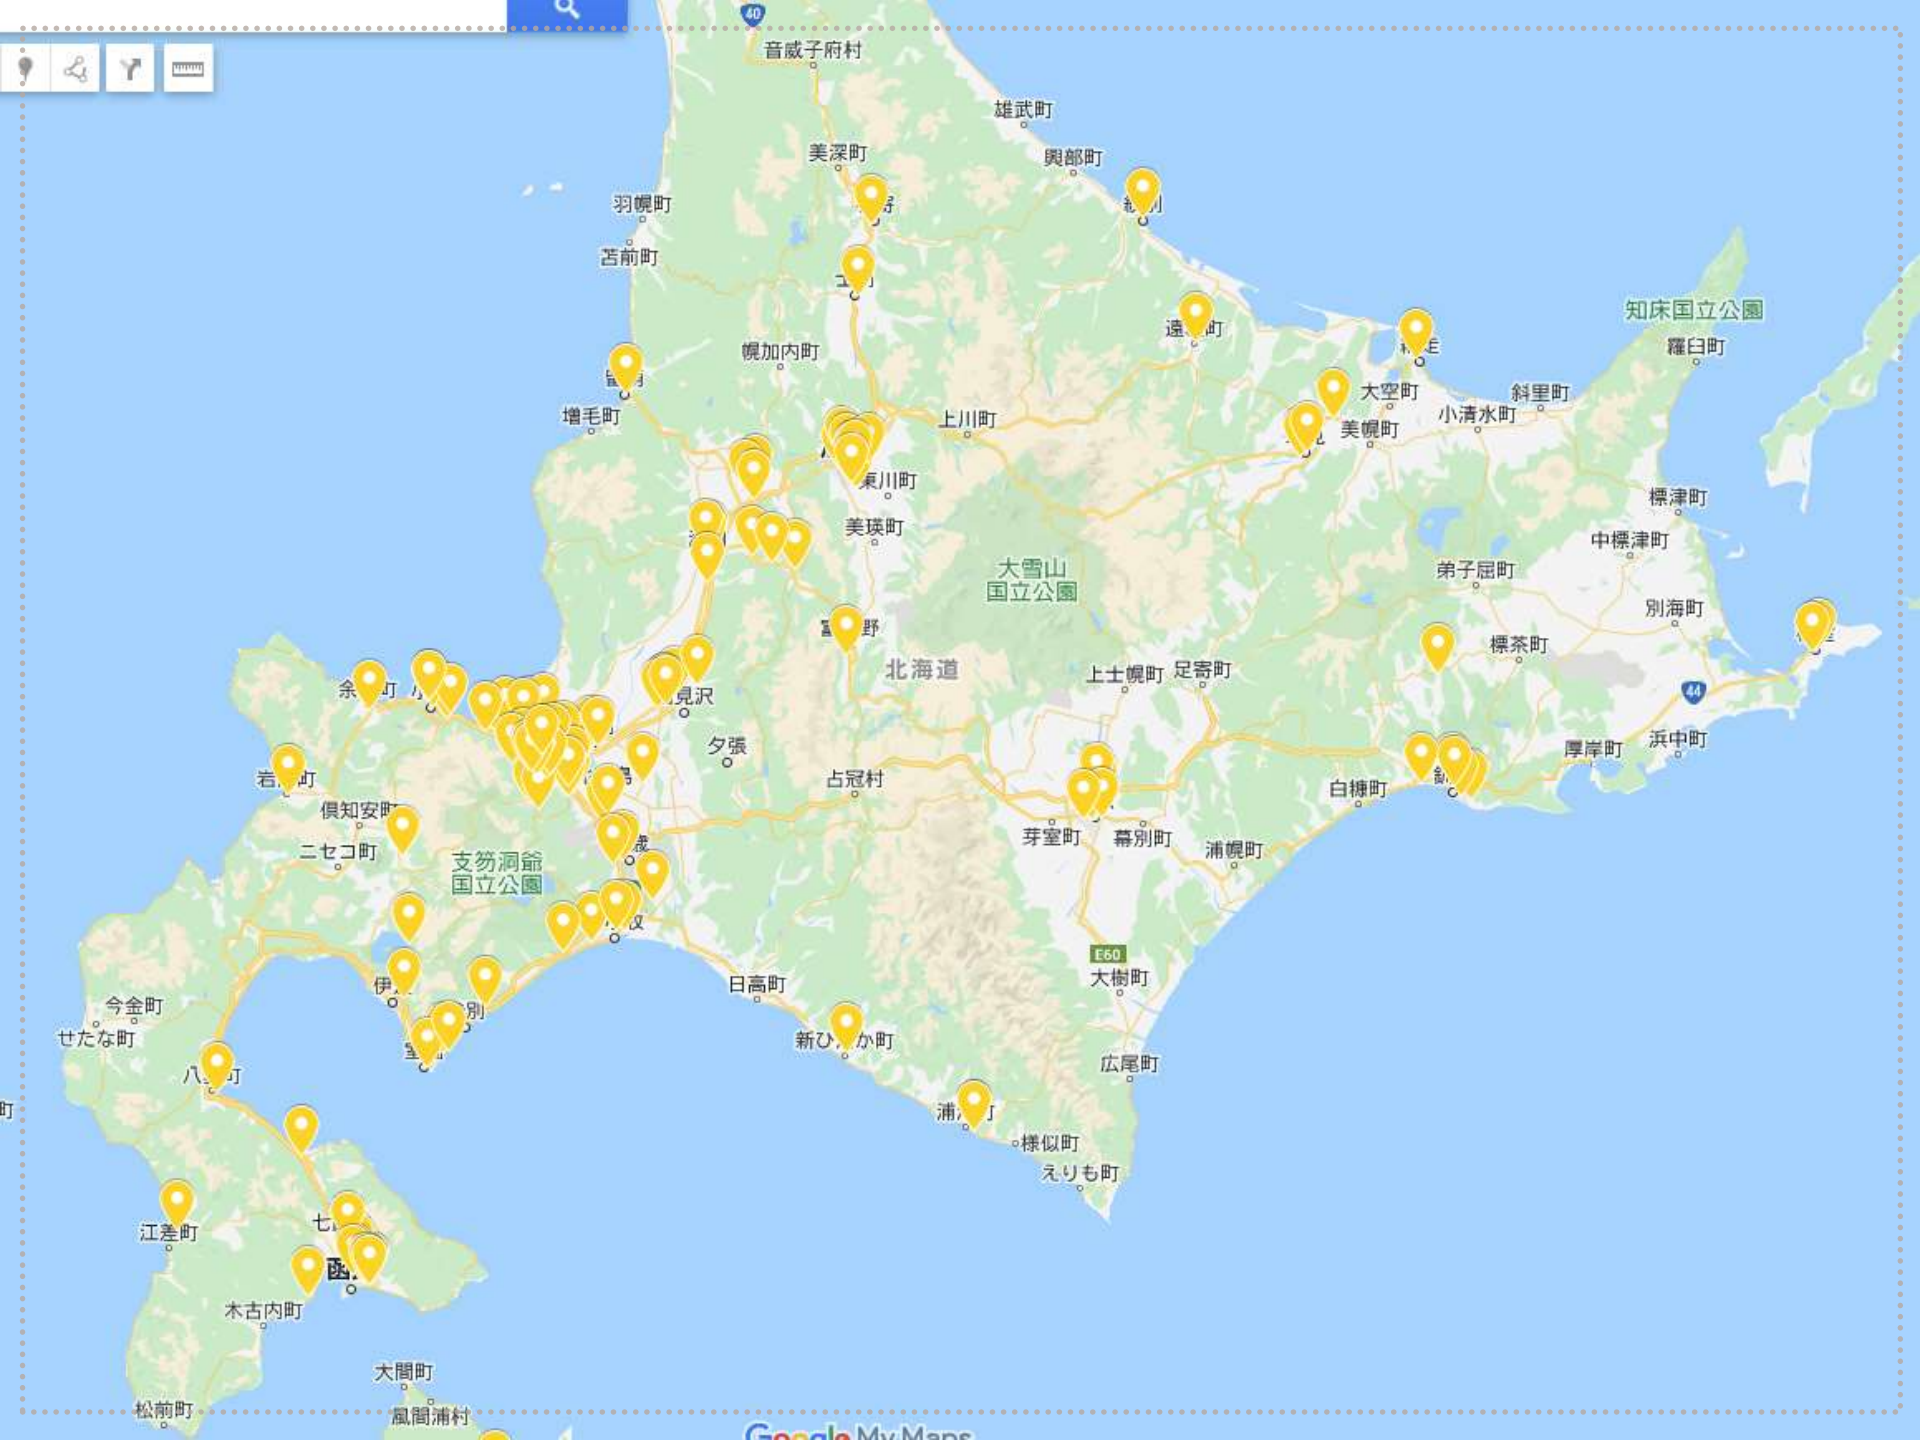 40
音威子府村
雄武町
美深町
興部町
羽幌町
苫前町
知床国立公園
羅臼町
幌加内町
大空町
斜里町
増毛町
上川町
小清水町
美幌町
東川町
標津町
美瑛町
中標津町
大雪山
国立公園
弟子屈町
別海町
標茶町
北海道
上士幌町
足寄町
44
見沢
夕張
浜中町
厚岸町
占冠村
白糠町
倶知安町
芽室町
幕別町
浦幌町
ニセコ町
支笏洞爺
国立公園
E60
大樹町
日高町
今金町
せたな町
広尾町
町
様似町
えりも町
江差町
木古内町
大間町
松前町
風間浦村
Google My Maps